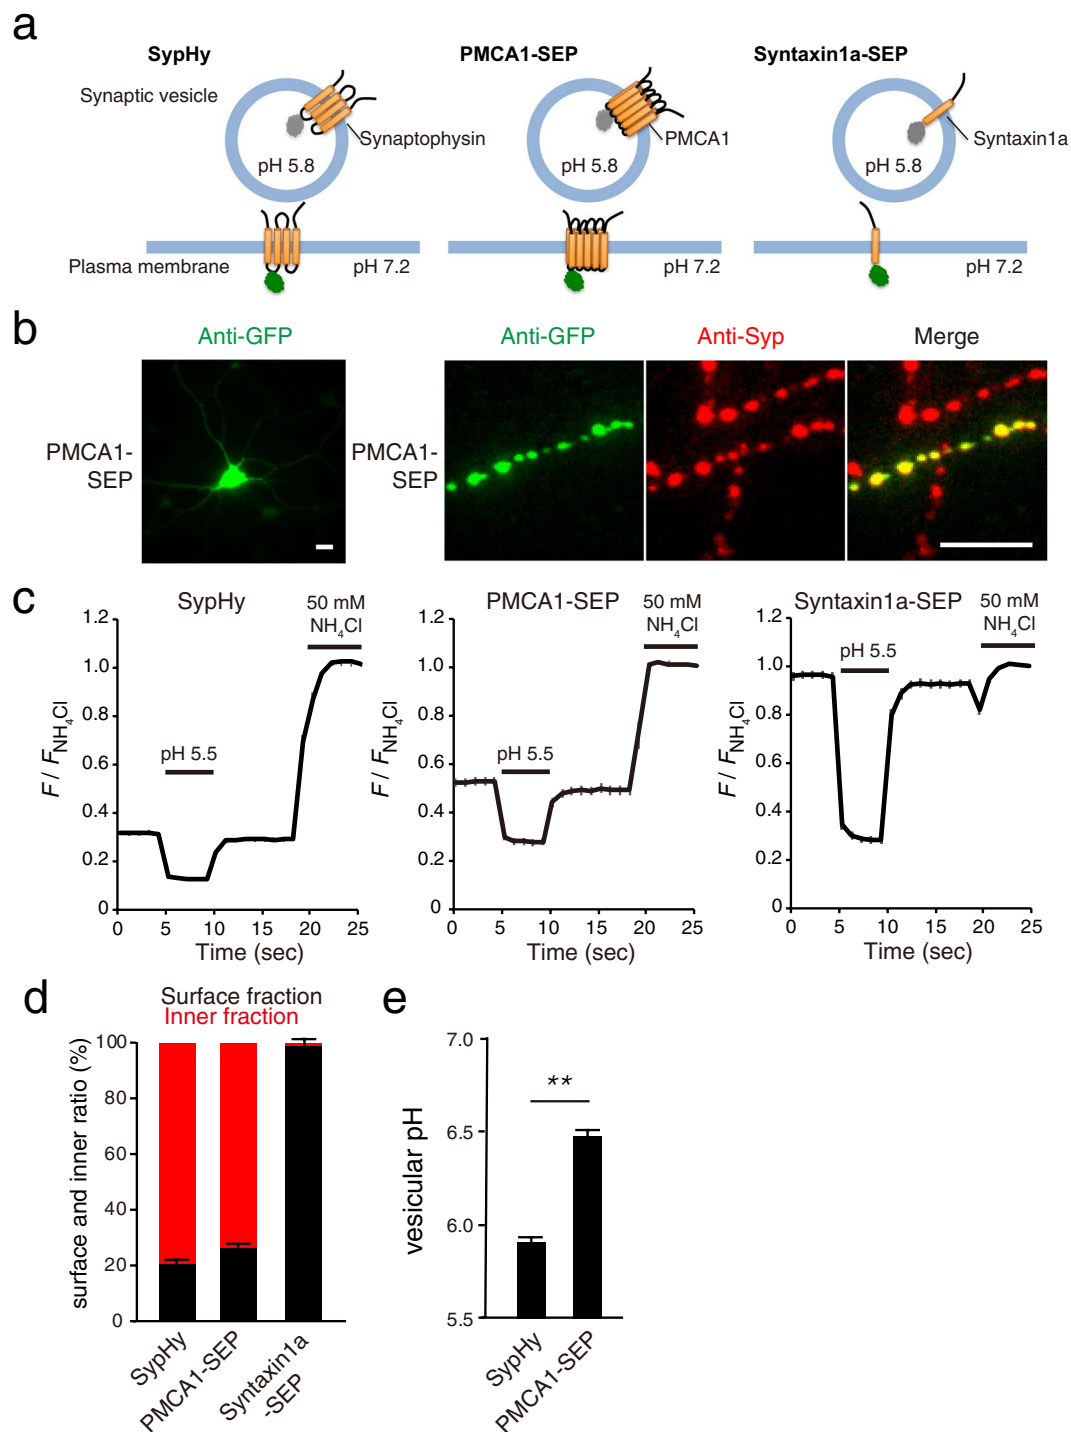 a
SypHy
PMCA1-SEP
Syntaxin1a-SEP
Synaptic vesicle
Synaptophysin
PMCA1
Syntaxin1a
pH 5.8
pH 5.8
pH 5.8
Plasma membrane
pH 7.2
pH 7.2
pH 7.2
b
Anti-GFP
Anti-GFP
Anti-Syp
Merge
PMCA1-
SEP
PMCA1-
SEP
c
SypHy
50 mM
NH4Cl
pH 5.5
F / FNH4Cl
1.2
1.0
0.8
0.6
0.4
0.2
0
0 5 10 15 20 25
Time (sec)
PMCA1-SEP
50 mM
NH4Cl
pH 5.5
F / FNH4Cl
1.2
1.0
0.8
0.6
0.4
0.2
0
0 5 10 15 20 25
Time (sec)
Syntaxin1a-SEP
50 mM
NH4Cl
pH 5.5
F / FNH4Cl
1.2
1.0
0.8
0.6
0.4
0.2
0
0 5 10 15 20 25
Time (sec)
d
Surface fraction
Inner fraction
surface and inner ratio (%)
100
80
60
40
20
0
SypHy
PMCA1-SEP
Syntaxin1a
-SEP
e
vesicular pH
7.0
6.5
6.0
5.5
**
SypHy
PMCA1-SEP